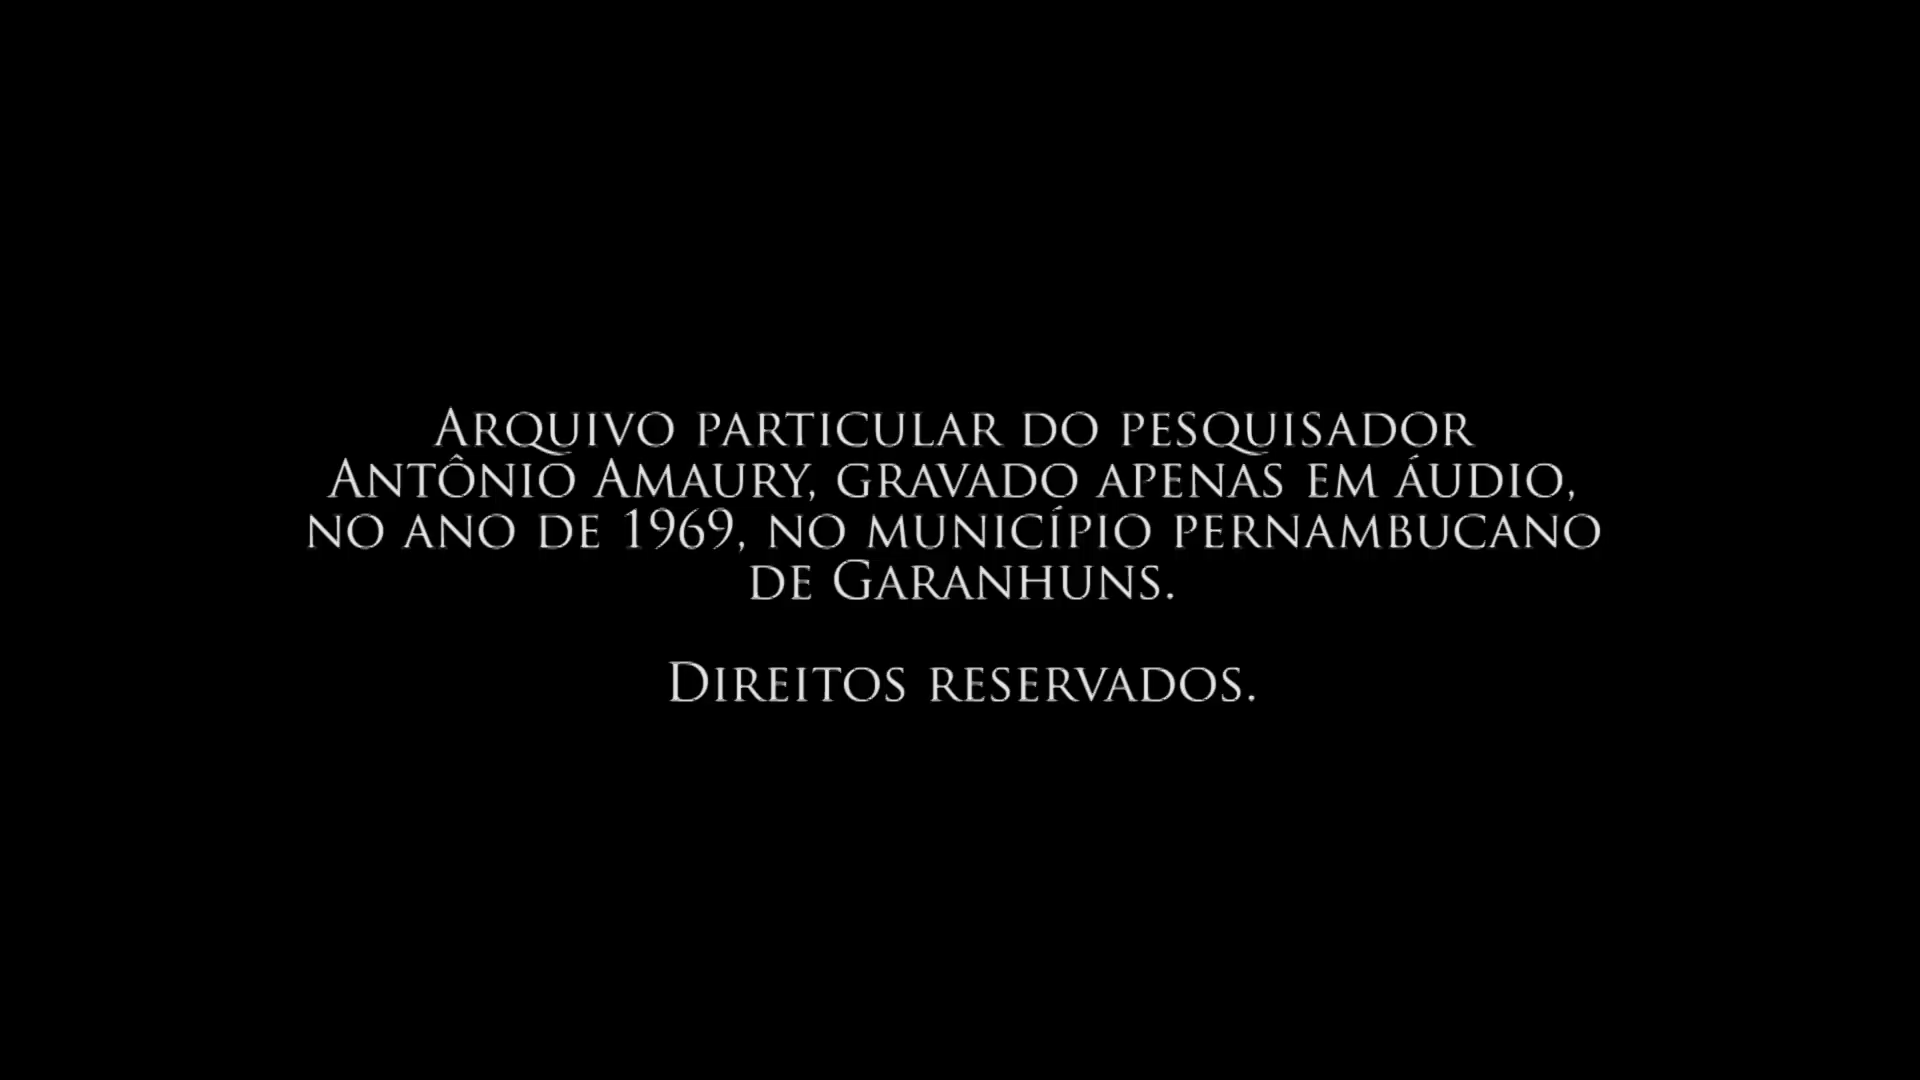 Arquivo particular do pesquisador
Antônio Amaury, gravado apenas em áudio,
no ano de 1969, no município pernambucano
de Garanhuns.
Direitos reservados.